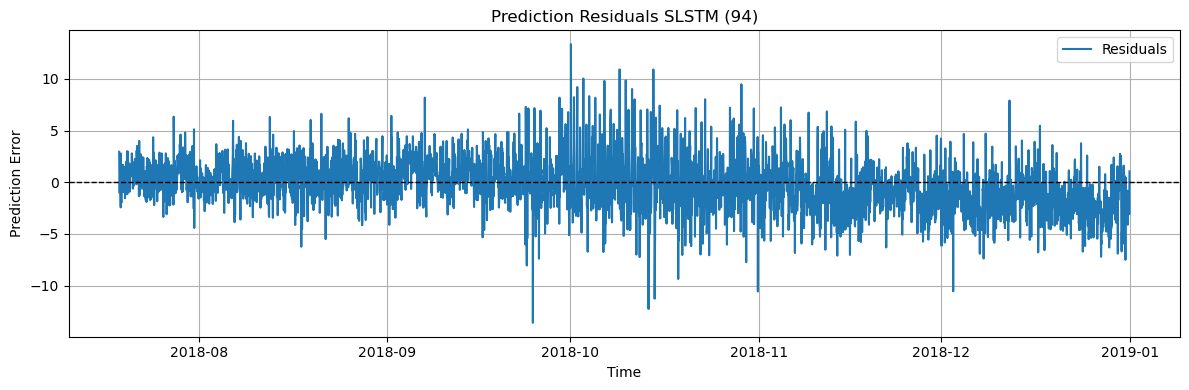 Prediction Residuals SLSTM (94)
Residuals
Prediction Error
10
5
0
−5
−10
2018-08
2018-09
2018-10
2018-11
2018-12
2019-01
Time